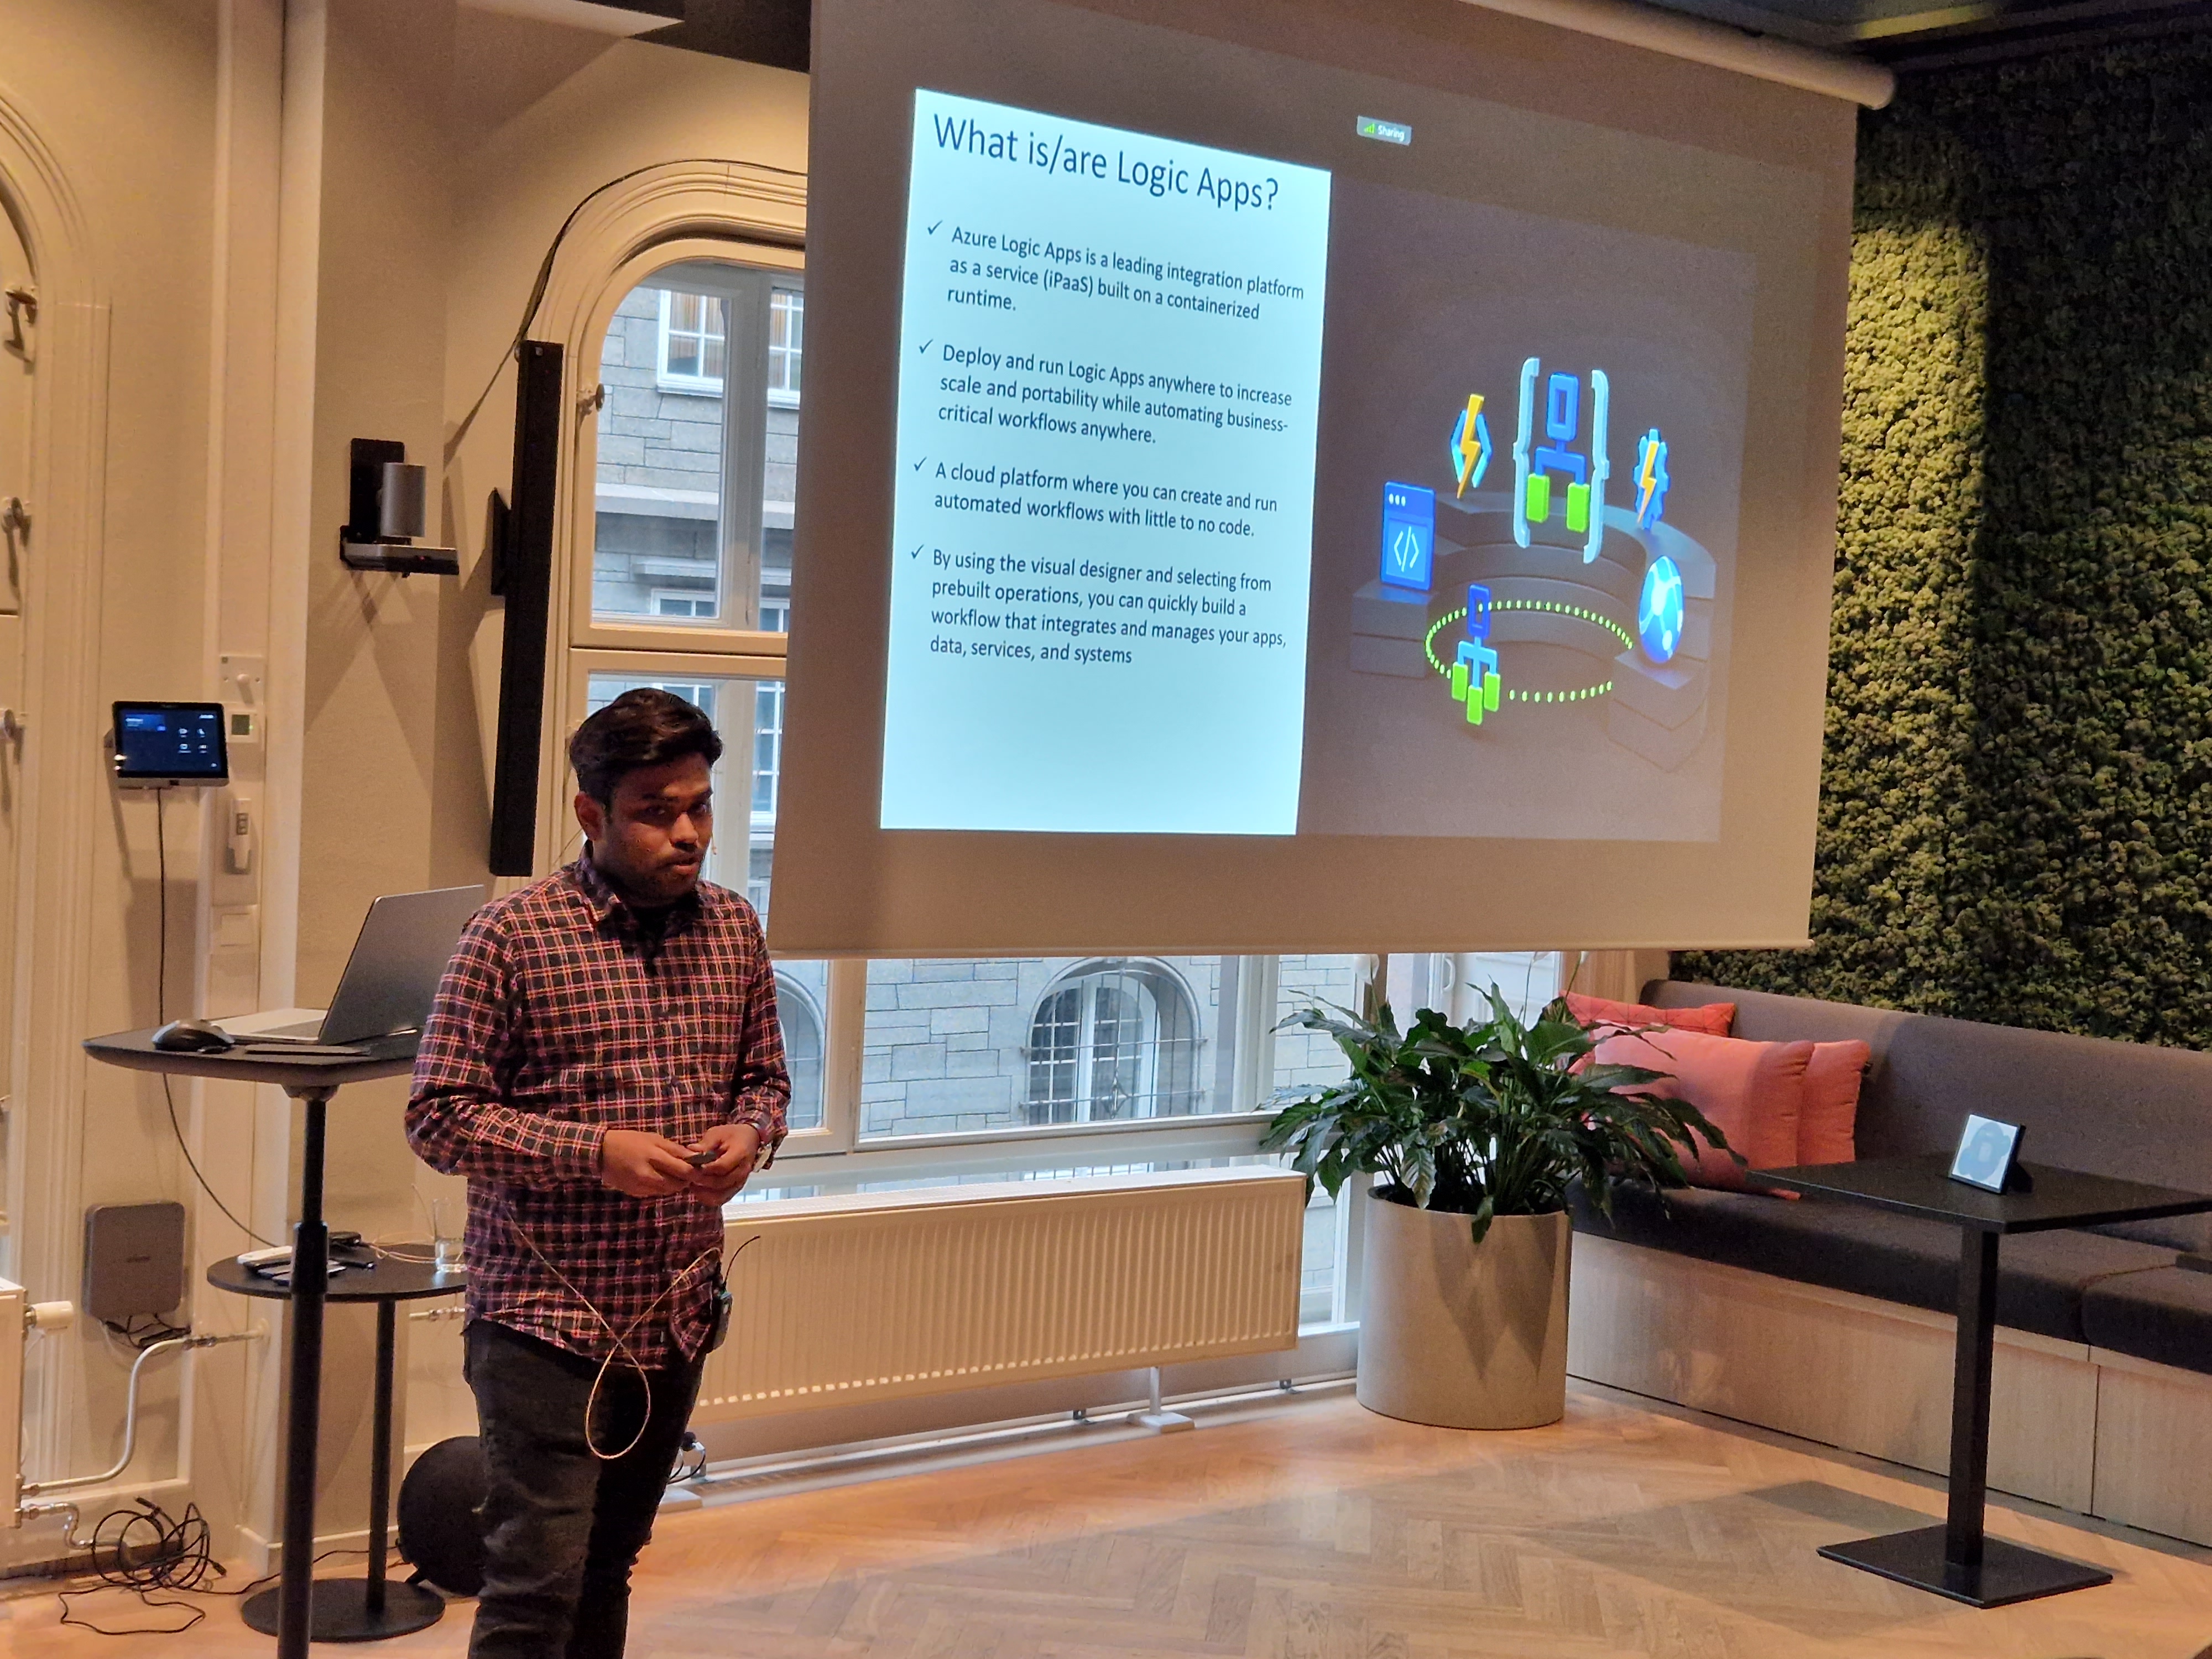 Sharing
What is/are Logic Apps?
✓ Azure Logic Apps is a leading integration platform
as a service (iPaaS) built on a containerized
runtime.
✓ Deploy and run Logic Apps anywhere to increase
scale and portability while automating business-
critical workflows anywhere.
✓ A cloud platform where you can create and run
automated workflows with little to no code.
✓ By using the visual designer and selecting from
prebuilt operations, you can quickly build a
workflow that integrates and manages your apps,
data, services, and systems